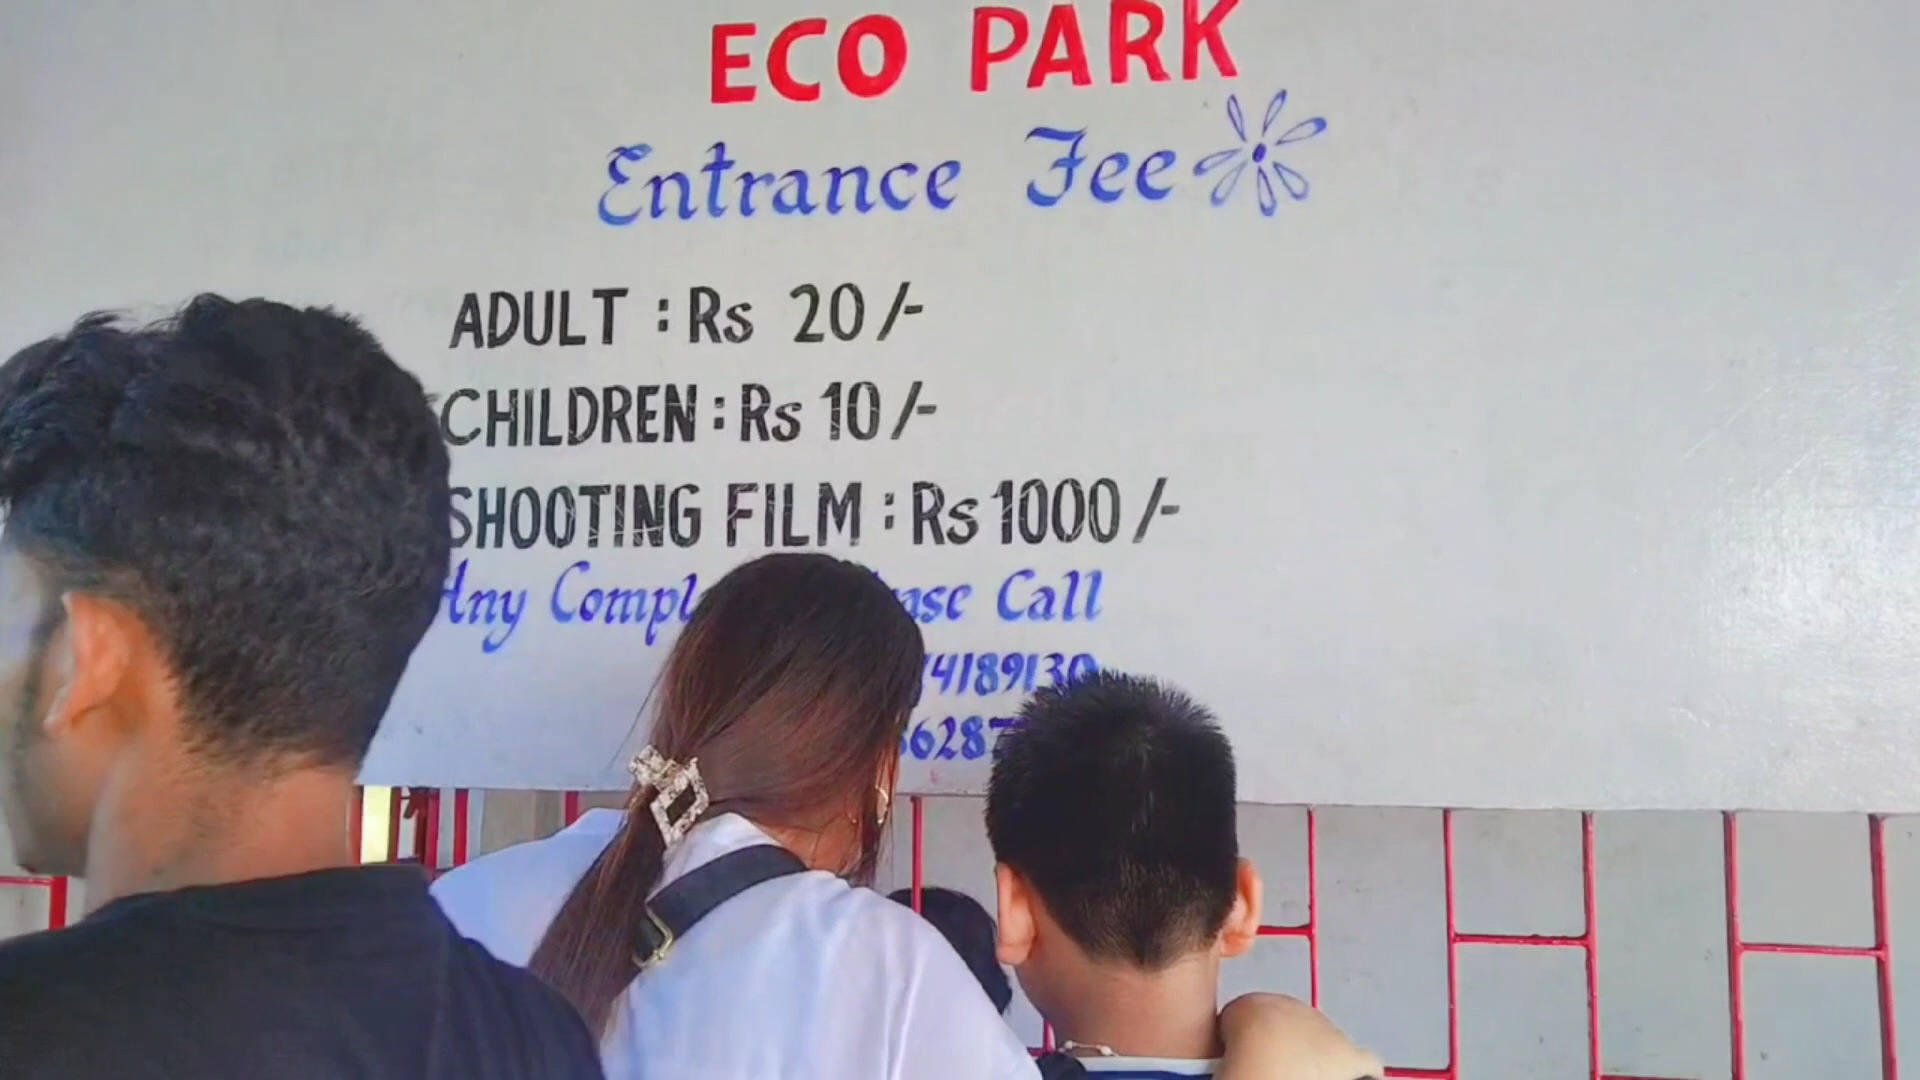 ECO PARK
Entrance Fee
ADULT : Rs 20/-
CHILDREN : Rs 10/-
SHOOTING FILM : Rs 1000/-
Any Call